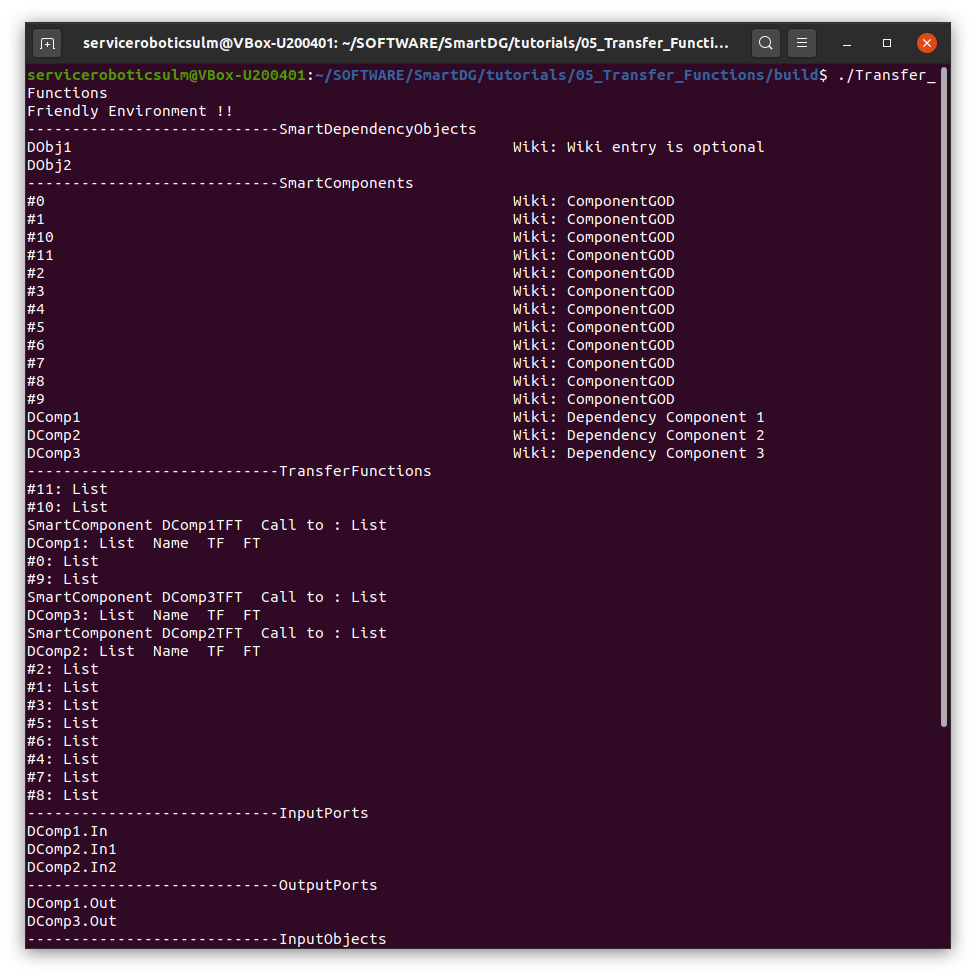 serviceroboticsulm@VBox-U200401: ~/SOFTWARE/SmartDG/tutorials/05_Transfer_Functi...
serviceroboticsulm@VBox-U200401:~/SOFTWARE/SmartDG/tutorials/05_Transfer_Functions/build$ ./Transfer_
Functions
Friendly Environment !!
----------------------------SmartDependencyObjects
DObj1 Wiki: Wiki entry is optional
DObj2
----------------------------SmartComponents
#0 Wiki: ComponentGOD
#1 Wiki: ComponentGOD
#10 Wiki: ComponentGOD
#11 Wiki: ComponentGOD
#2 Wiki: ComponentGOD
#3 Wiki: ComponentGOD
#4 Wiki: ComponentGOD
#5 Wiki: ComponentGOD
#6 Wiki: ComponentGOD
#7 Wiki: ComponentGOD
#8 Wiki: ComponentGOD
#9 Wiki: ComponentGOD
DComp1 Wiki: Dependency Component 1
DComp2 Wiki: Dependency Component 2
DComp3 Wiki: Dependency Component 3
----------------------------TransferFunctions
#11: List
#10: List
SmartComponent DComp1TFT  Call to : List
DComp1: List  Name  TF  FT
#0: List
#9: List
SmartComponent DComp3TFT  Call to : List
DComp3: List  Name  TF  FT
SmartComponent DComp2TFT  Call to : List
DComp2: List  Name  TF  FT
#2: List
#1: List
#3: List
#5: List
#6: List
#4: List
#7: List
#8: List
----------------------------InputPorts
DComp1.In
DComp2.In1
DComp2.In2
----------------------------OutputPorts
DComp1.Out
DComp3.Out
----------------------------InputObjects